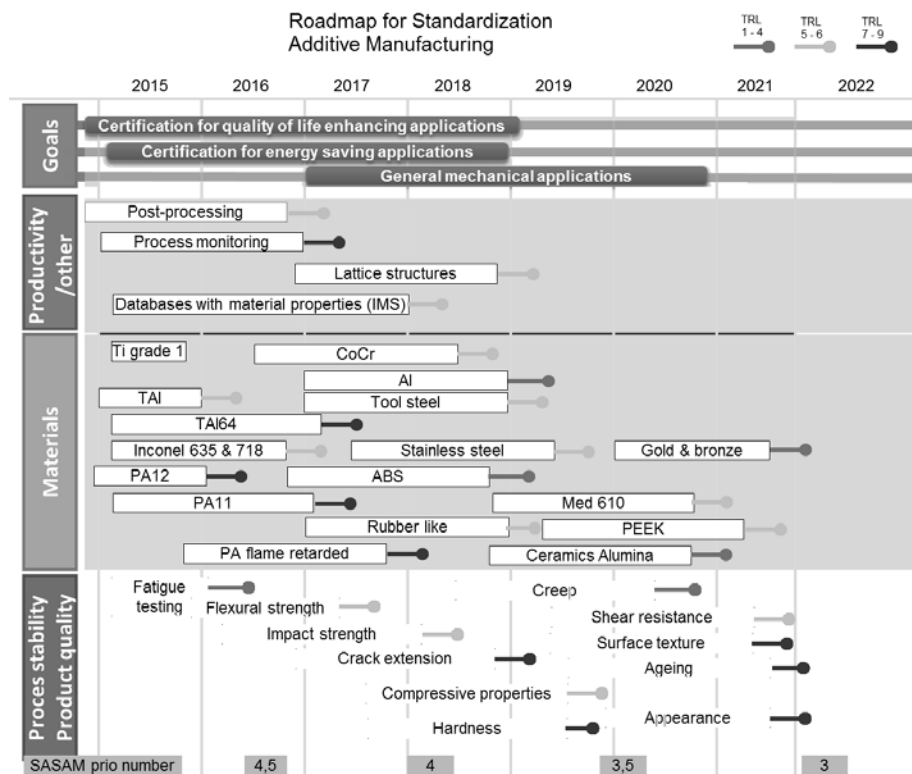 Roadmap for Standardization
Additive Manufacturing
TRL
1 - 4
TRL
5 - 6
TRL
7 - 9
2015 2016 2017 2018 2019 2020 2021 2022
Goals
Certification for quality of life enhancing applications
Certification for energy saving applications
General mechanical applications
Productivity
/other
Post-processing
Process monitoring
Lattice structures
Databases with material properties (IMS)
Materials
Ti grade 1 CoCr
Al
TAl Tool steel
TAl64
Inconel 635 & 718 Stainless steel Gold & bronze
PA12 ABS
PA11 Med 610
Rubber like PEEK
PA flame retarded Ceramics Alumina
Proces stability
Product quality
Fatigue
testing
Creep
Flexural strength
Shear resistance
Impact strength
Surface texture
Crack extension
Ageing
Compressive properties
Appearance
Hardness
SASAM prio number 4,5 4 3,5 3